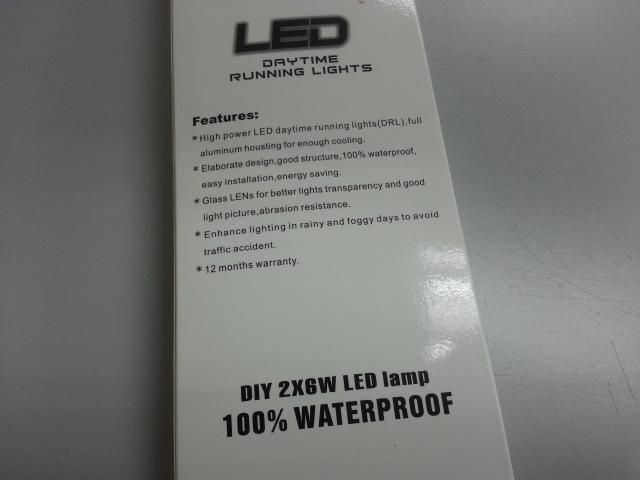 LED
DAYTIME
RUNNING LIGHTS
Features:
*High power LED daytime running lights(DRL),full
aluminum housting for enough cooling.
*Elaborate design,good structure,100% waterproof,
easy installation,energy saving.
*Glass LENs for better lights transparency and good
light picture,abrasion resistance.
*Enhance lighting in rainy and foggy days to avoid
traffic accident.
*12 months warranty.
DIY 2X6W LED lamp
100% WATERPROOF